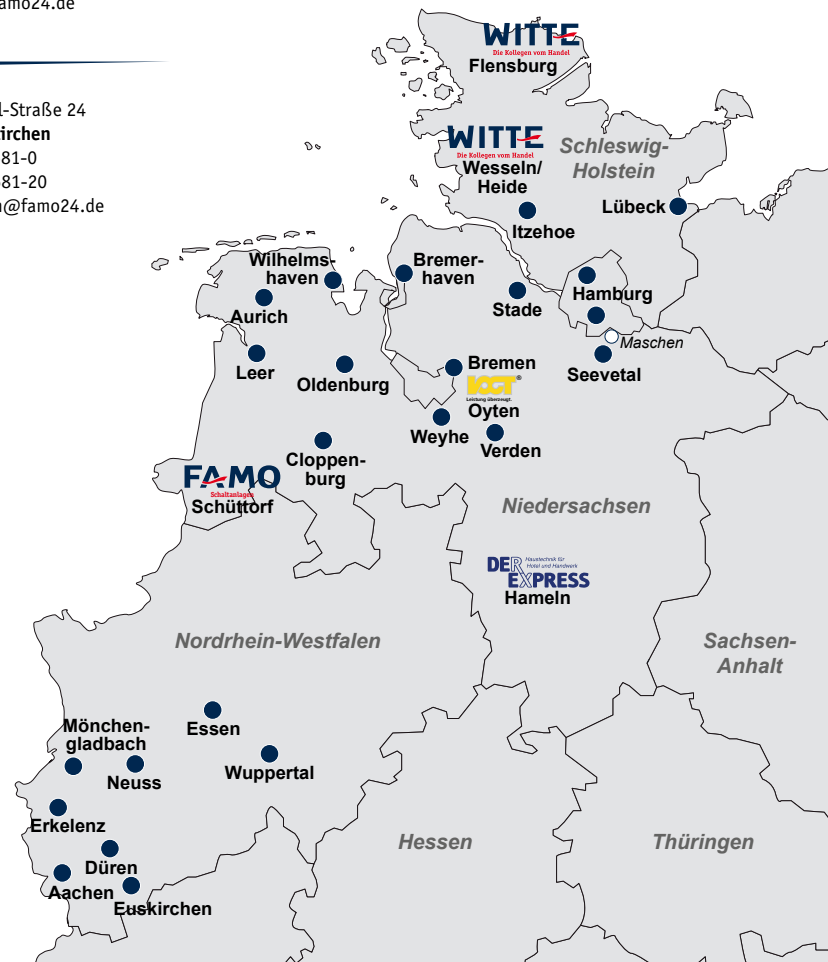 amo24.de
l-Straße 24
irchen
81-0
81-20
n@famo24.de
WITTE
Die Kollegen vom Handel
Flensburg
WITTE
Die Kollegen vom Handel
Wesseln/
Heide
Schleswig-
Holstein
Lübeck
Itzehoe
Wilhelms-
haven
Bremer-
haven
Hamburg
Stade
Aurich
Maschen
Leer
Oldenburg
Bremen
Seevetal
KGT®
Leistung überzeugt.
Oyten
Weyhe
Verden
Cloppen-
burg
FAMO
Schaltanlagen
Schüttorf
Niedersachsen
DER
Haustechnik für
Hotel und Handwerk
EXPRESS
Hameln
Nordrhein-Westfalen
Sachsen-
Anhalt
Essen
Mönchen-
gladbach
Neuss
Wuppertal
Erkelenz
Hessen
Thüringen
Düren
Aachen
Euskirchen